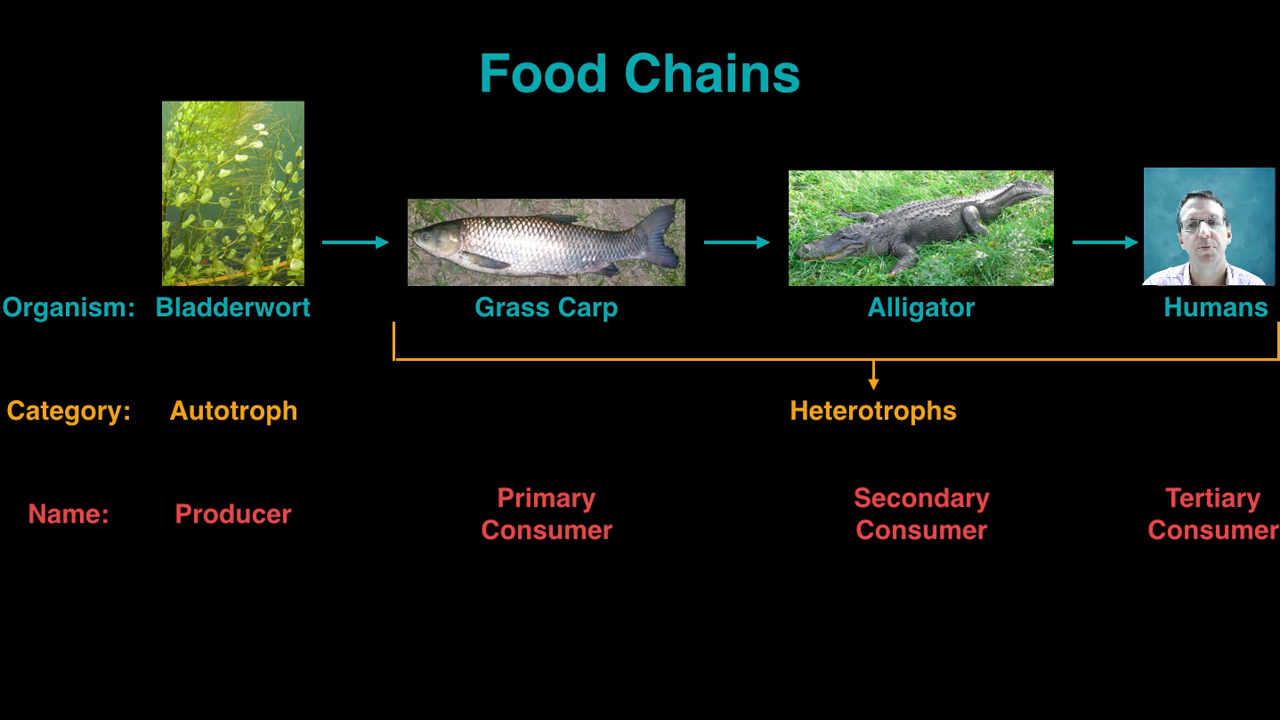 Food Chains
Organism: Bladderwort Grass Carp Alligator Humans
Category: Autotroph Heterotrophs
Name: Producer Primary Consumer Secondary Consumer Tertiary Consumer